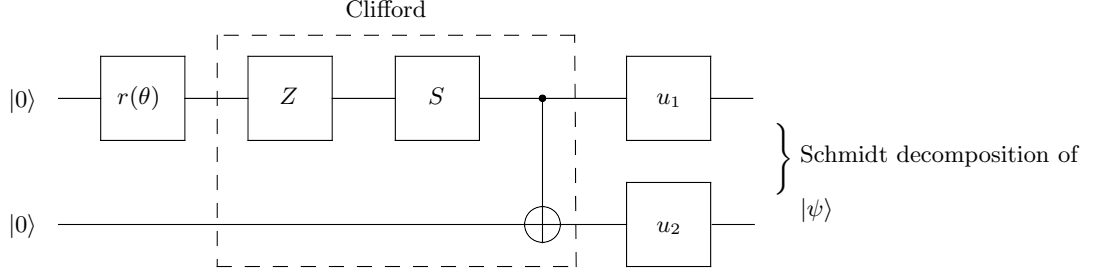 Clifford
|0⟩ r(θ) Z S u₁
Schmidt decomposition of
|0⟩ u₂ |ψ⟩